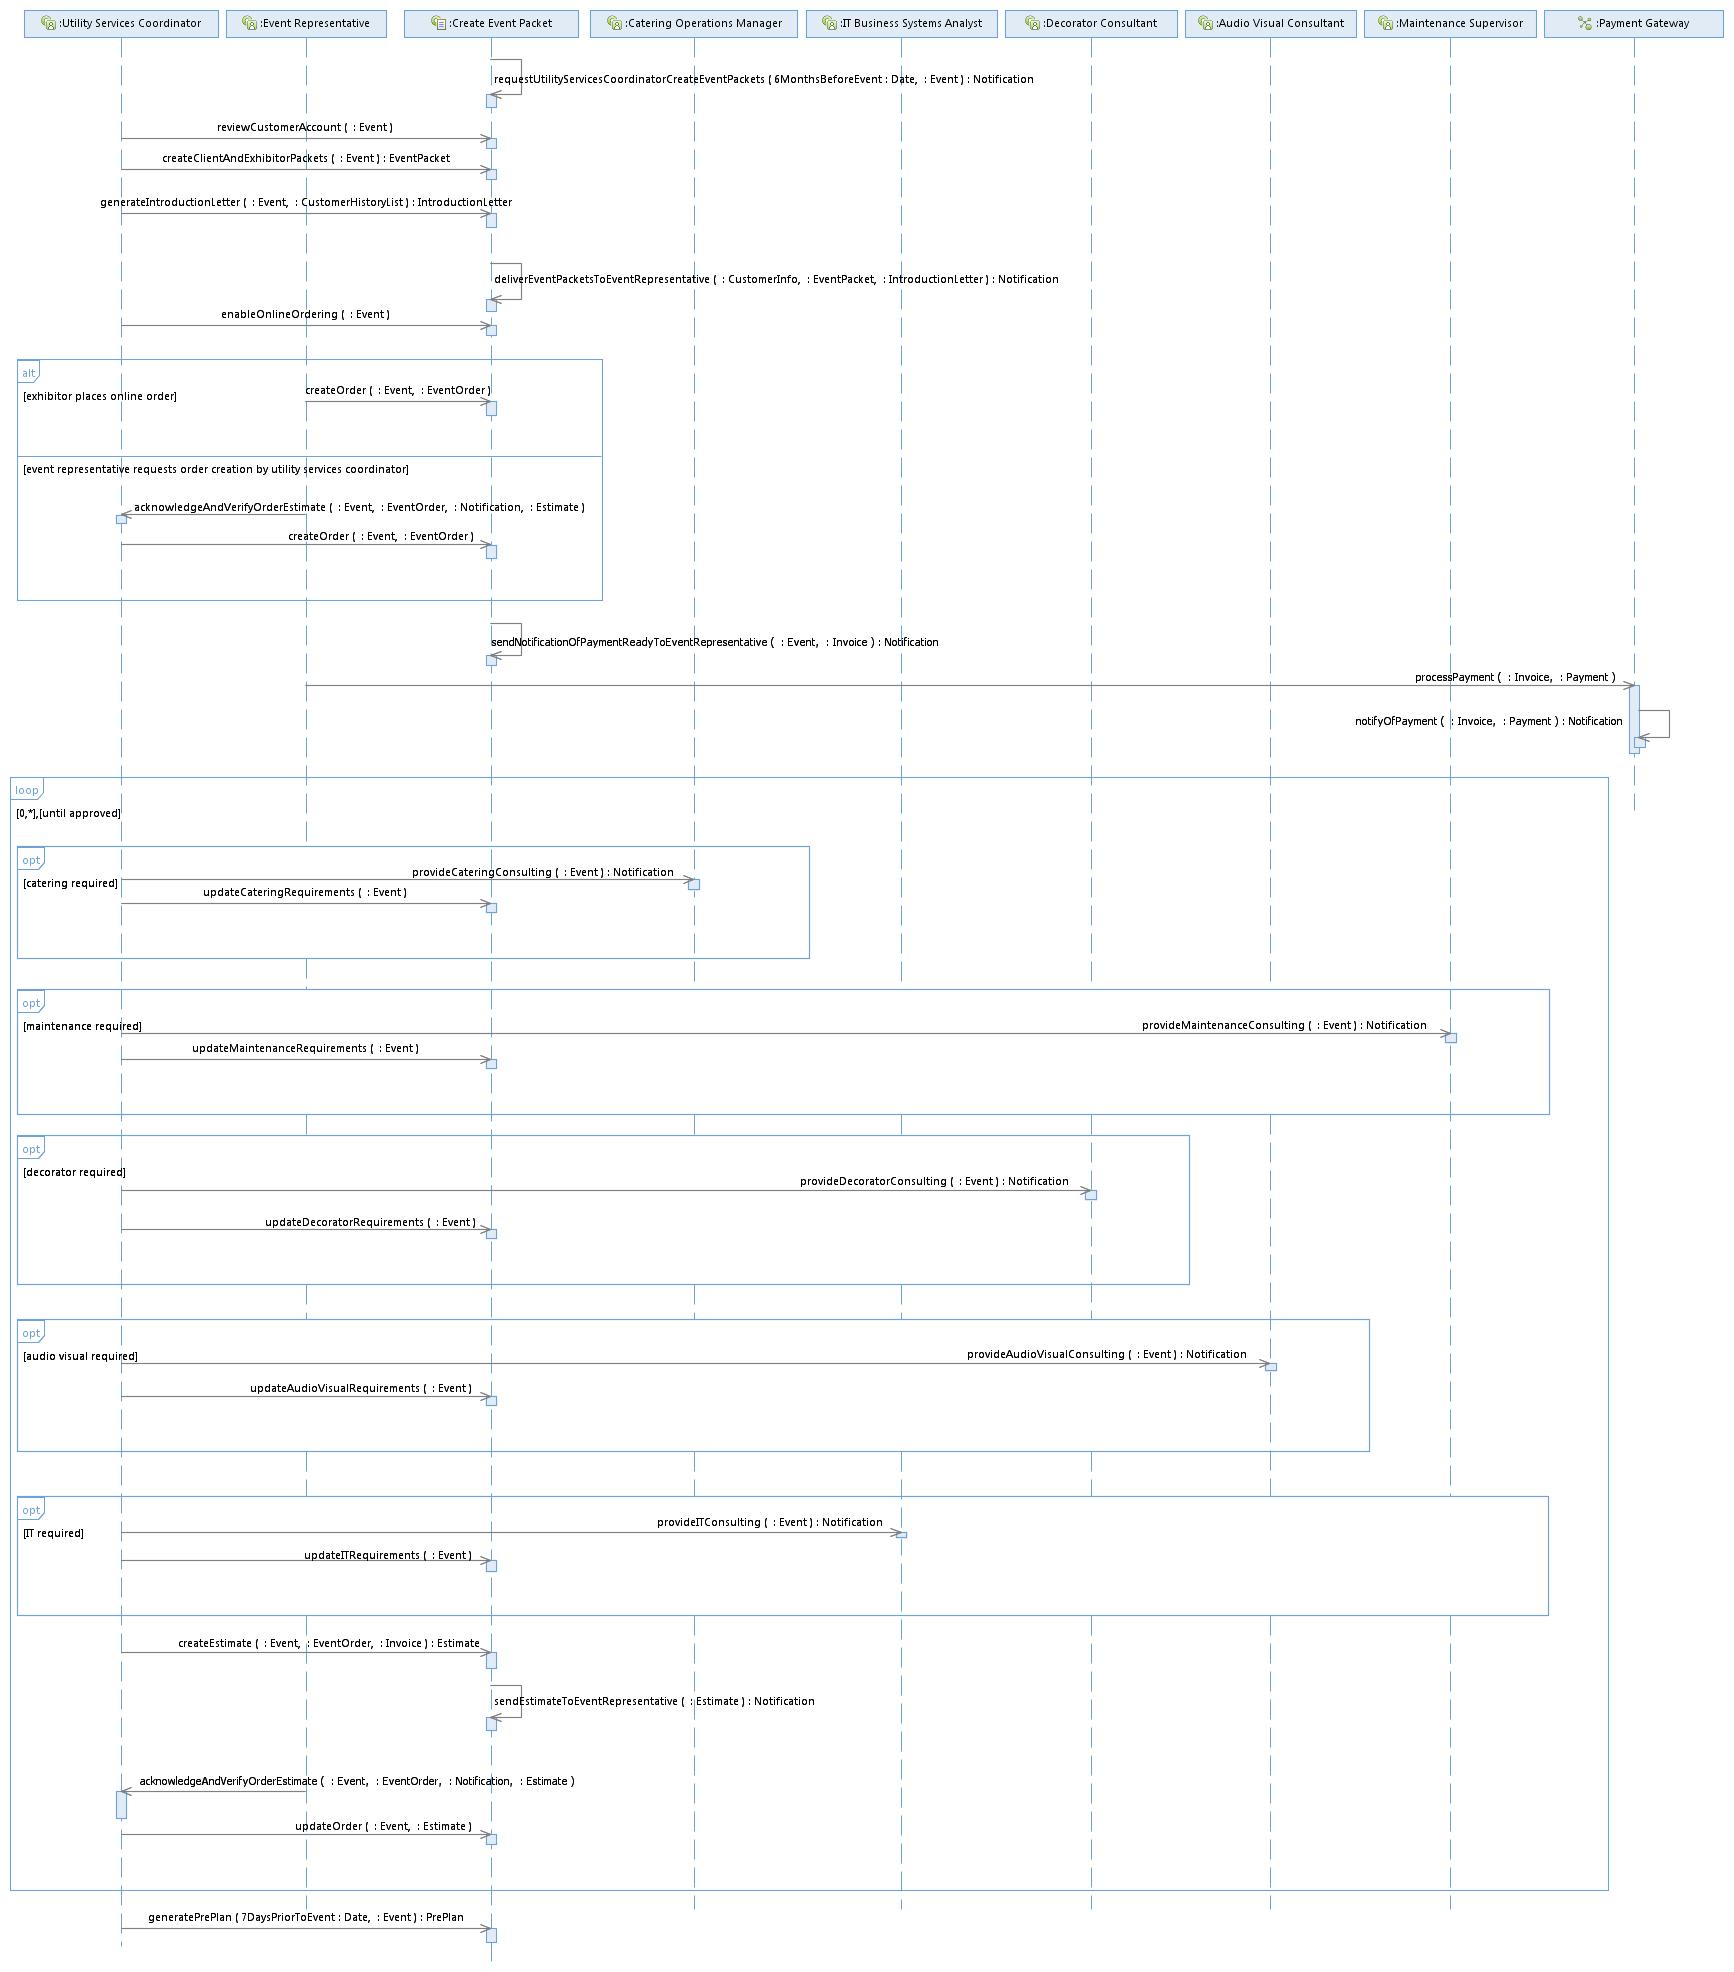 :Utility Services Coordinator
:Event Representative
:Create Event Packet
:Catering Operations Manager
:IT Business Systems Analyst
:Decorator Consultant
:Audio Visual Consultant
:Maintenance Supervisor
:Payment Gateway
requestUtilityServicesCoordinatorCreateEventPackets ( 6MonthsBeforeEvent : Date,  : Event ) : Notification
reviewCustomerAccount (  : Event )
createClientAndExhibitorPackets (  : Event ) : EventPacket
generateIntroductionLetter (  : Event,  : CustomerHistoryList ) : IntroductionLetter
deliverEventPacketsToEventRepresentative (  : CustomerInfo,  : EventPacket,  : IntroductionLetter ) : Notification
enableOnlineOrdering (  : Event )
alt
createOrder (  : Event,  : EventOrder )
[exhibitor places online order]
[event representative requests order creation by utility services coordinator]
acknowledgeAndVerifyOrderEstimate (  : Event,  : EventOrder,  : Notification,  : Estimate )
createOrder (  : Event,  : EventOrder )
sendNotificationOfPaymentReadyToEventRepresentative (  : Event,  : Invoice ) : Notification
processPayment (  : Invoice,  : Payment )
notifyOfPayment (  : Invoice,  : Payment ) : Notification
loop
[0,*],[until approved]
opt
provideCateringConsulting (  : Event ) : Notification
[catering required]
updateCateringRequirements (  : Event )
opt
[maintenance required]
provideMaintenanceConsulting (  : Event ) : Notification
updateMaintenanceRequirements (  : Event )
opt
[decorator required]
provideDecoratorConsulting (  : Event ) : Notification
updateDecoratorRequirements (  : Event )
opt
[audio visual required]
provideAudioVisualConsulting (  : Event ) : Notification
updateAudioVisualRequirements (  : Event )
opt
provideITConsulting (  : Event ) : Notification
[IT required]
updateITRequirements (  : Event )
createEstimate (  : Event,  : EventOrder,  : Invoice ) : Estimate
sendEstimateToEventRepresentative (  : Estimate ) : Notification
acknowledgeAndVerifyOrderEstimate (  : Event,  : EventOrder,  : Notification,  : Estimate )
updateOrder (  : Event,  : Estimate )
generatePrePlan ( 7DaysPriorToEvent : Date,  : Event ) : PrePlan